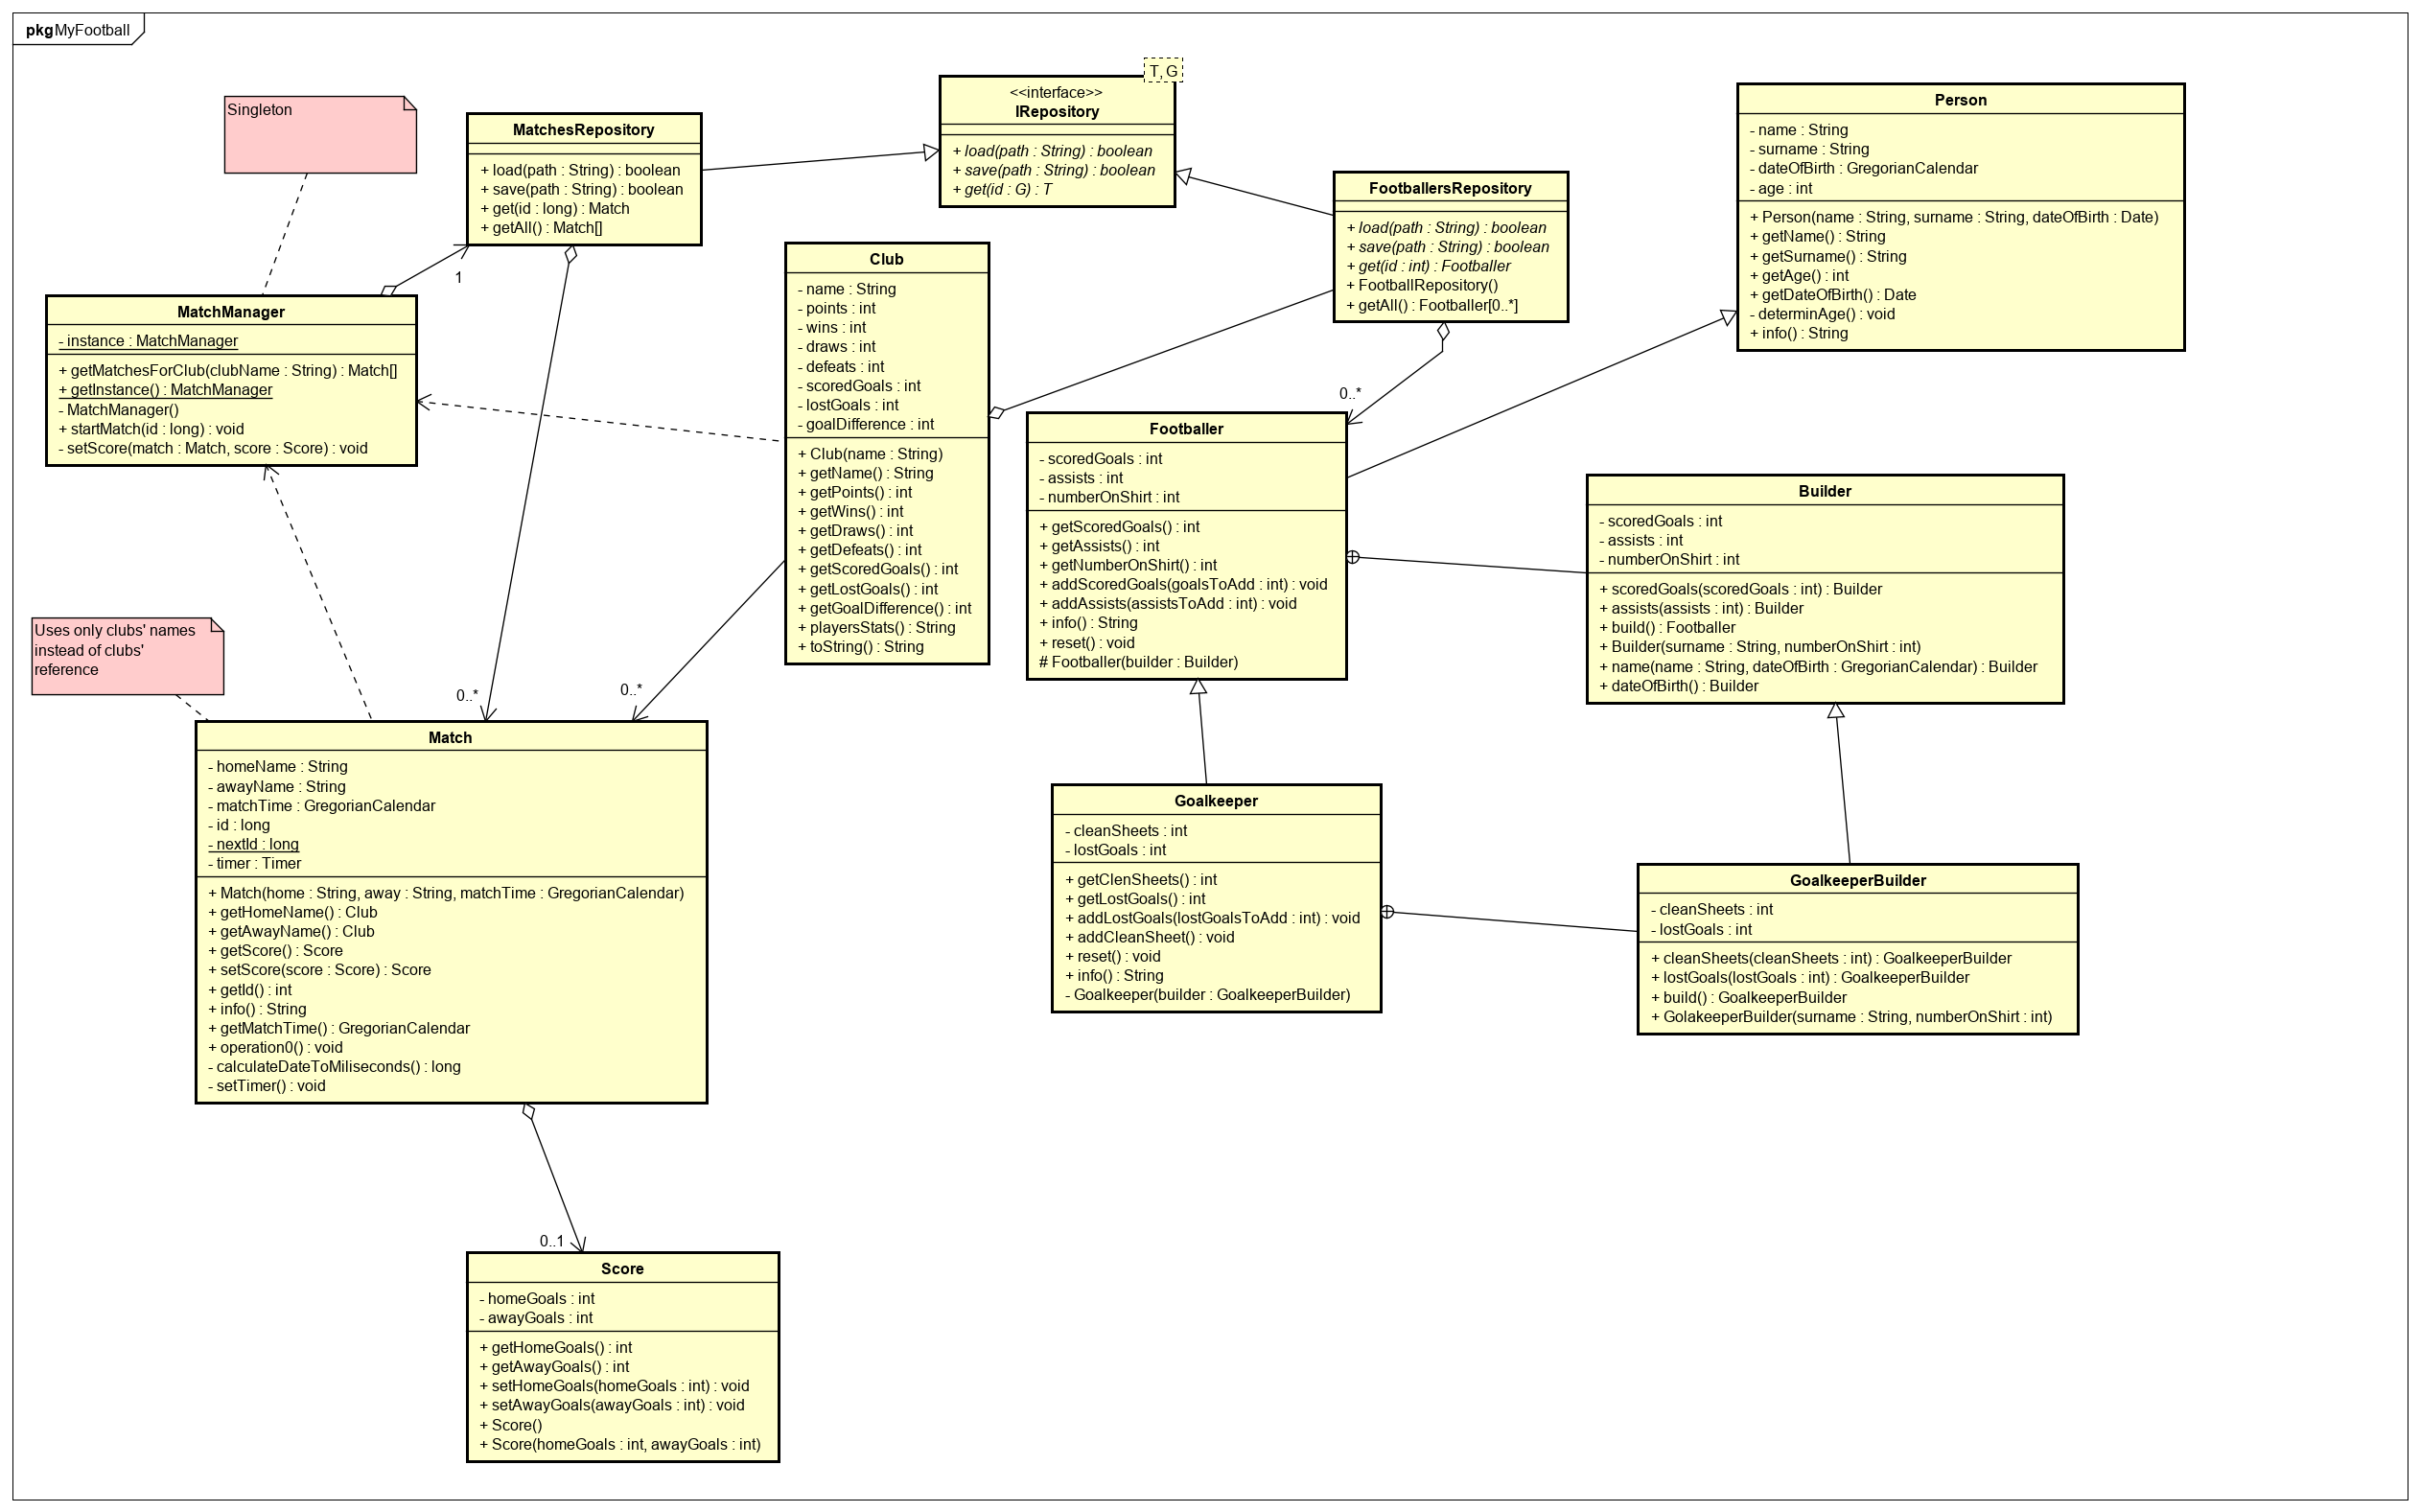 pkg MyFootball
Singleton
MatchesRepository
+ load(path : String) : boolean
+ save(path : String) : boolean
+ get(id : long) : Match
+ getAll() : Match[]
T, G
<<interface>>
IRepository
+ load(path : String) : boolean
+ save(path : String) : boolean
+ get(id : G) : T
FootballersRepository
+ load(path : String) : boolean
+ save(path : String) : boolean
+ get(id : int) : Footballer
+ FootballRepository()
+ getAll() : Footballer[0..*]
Person
- name : String
- surname : String
- dateOfBirth : GregorianCalendar
- age : int
+ Person(name : String, surname : String, dateOfBirth : Date)
+ getName() : String
+ getSurname() : String
+ getAge() : int
+ getDateOfBirth() : Date
- determinAge() : void
+ info() : String
1
MatchManager
- instance : MatchManager
+ getMatchesForClub(clubName : String) : Match[]
+ getInstance() : MatchManager
- MatchManager()
+ startMatch(id : long) : void
- setScore(match : Match, score : Score) : void
Club
- name : String
- points : int
- wins : int
- draws : int
- defeats : int
- scoredGoals : int
- lostGoals : int
- goalDifference : int
+ Club(name : String)
+ getName() : String
+ getPoints() : int
+ getWins() : int
+ getDraws() : int
+ getDefeats() : int
+ getScoredGoals() : int
+ getLostGoals() : int
+ getGoalDifference() : int
+ playersStats() : String
+ toString() : String
0..*
Footballer
- scoredGoals : int
- assists : int
- numberOnShirt : int
+ getScoredGoals() : int
+ getAssists() : int
+ getNumberOnShirt() : int
+ addScoredGoals(goalsToAdd : int) : void
+ addAssists(assistsToAdd : int) : void
+ info() : String
+ reset() : void
# Footballer(builder : Builder)
Builder
- scoredGoals : int
- assists : int
- numberOnShirt : int
+ scoredGoals(scoredGoals : int) : Builder
+ assists(assists : int) : Builder
+ build() : Footballer
+ Builder(surname : String, numberOnShirt : int)
+ name(name : String, dateOfBirth : GregorianCalendar) : Builder
+ dateOfBirth() : Builder
Uses only clubs' names
instead of clubs'
reference
0..*
0..*
Match
- homeName : String
- awayName : String
- matchTime : GregorianCalendar
- id : long
- nextId : long
- timer : Timer
+ Match(home : String, away : String, matchTime : GregorianCalendar)
+ getHomeName() : Club
+ getAwayName() : Club
+ getScore() : Score
+ setScore(score : Score) : Score
+ getId() : int
+ info() : String
+ getMatchTime() : GregorianCalendar
+ operation0() : void
- calculateDateToMiliseconds() : long
- setTimer() : void
Goalkeeper
- cleanSheets : int
- lostGoals : int
+ getClenSheets() : int
+ getLostGoals() : int
+ addLostGoals(lostGoalsToAdd : int) : void
+ addCleanSheet() : void
+ reset() : void
+ info() : String
- Goalkeeper(builder : GoalkeeperBuilder)
GoalkeeperBuilder
- cleanSheets : int
- lostGoals : int
+ cleanSheets(cleanSheets : int) : GoalkeeperBuilder
+ lostGoals(lostGoals : int) : GoalkeeperBuilder
+ build() : GoalkeeperBuilder
+ GolakeeperBuilder(surname : String, numberOnShirt : int)
0..1
Score
- homeGoals : int
- awayGoals : int
+ getHomeGoals() : int
+ getAwayGoals() : int
+ setHomeGoals(homeGoals : int) : void
+ setAwayGoals(awayGoals : int) : void
+ Score()
+ Score(homeGoals : int, awayGoals : int)